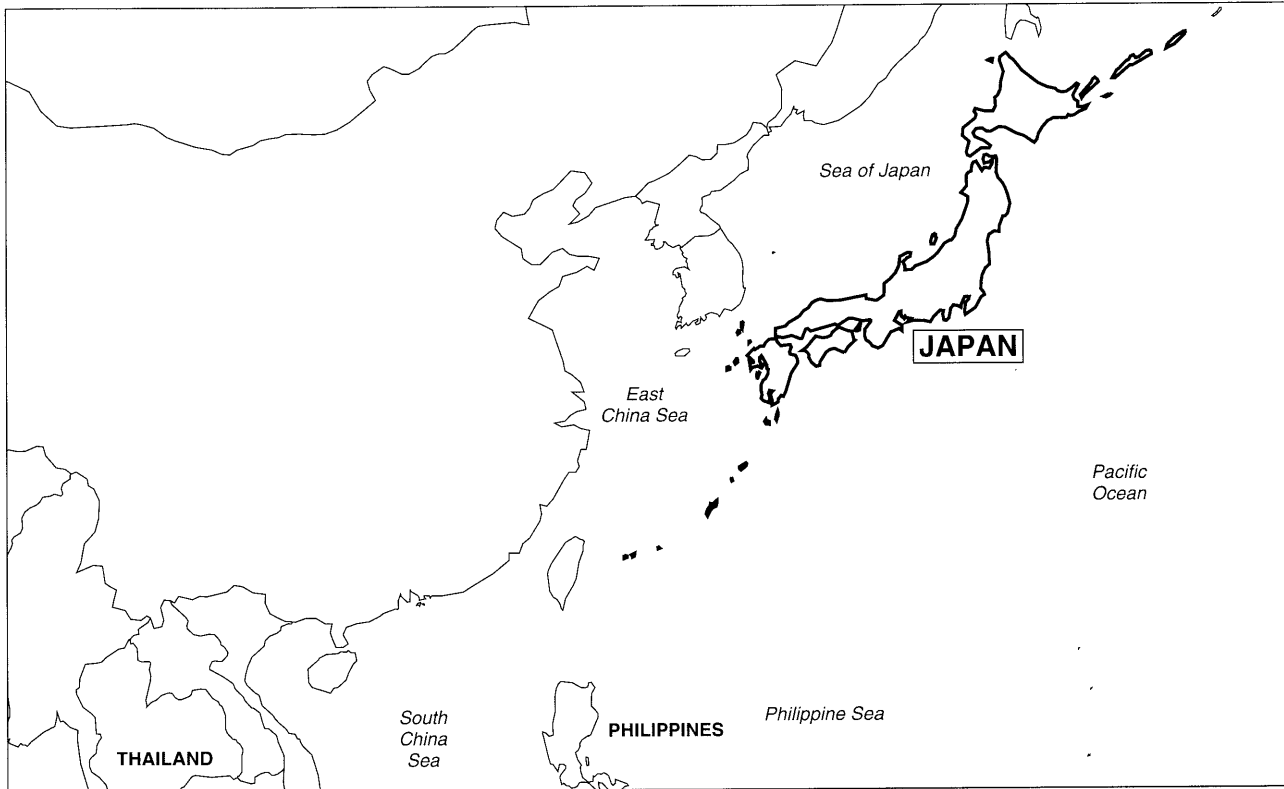 Sea of Japan
JAPAN
East
China Sea
Pacific
Ocean
South
China
Sea
PHILIPPINES
Philippine Sea
THAILAND